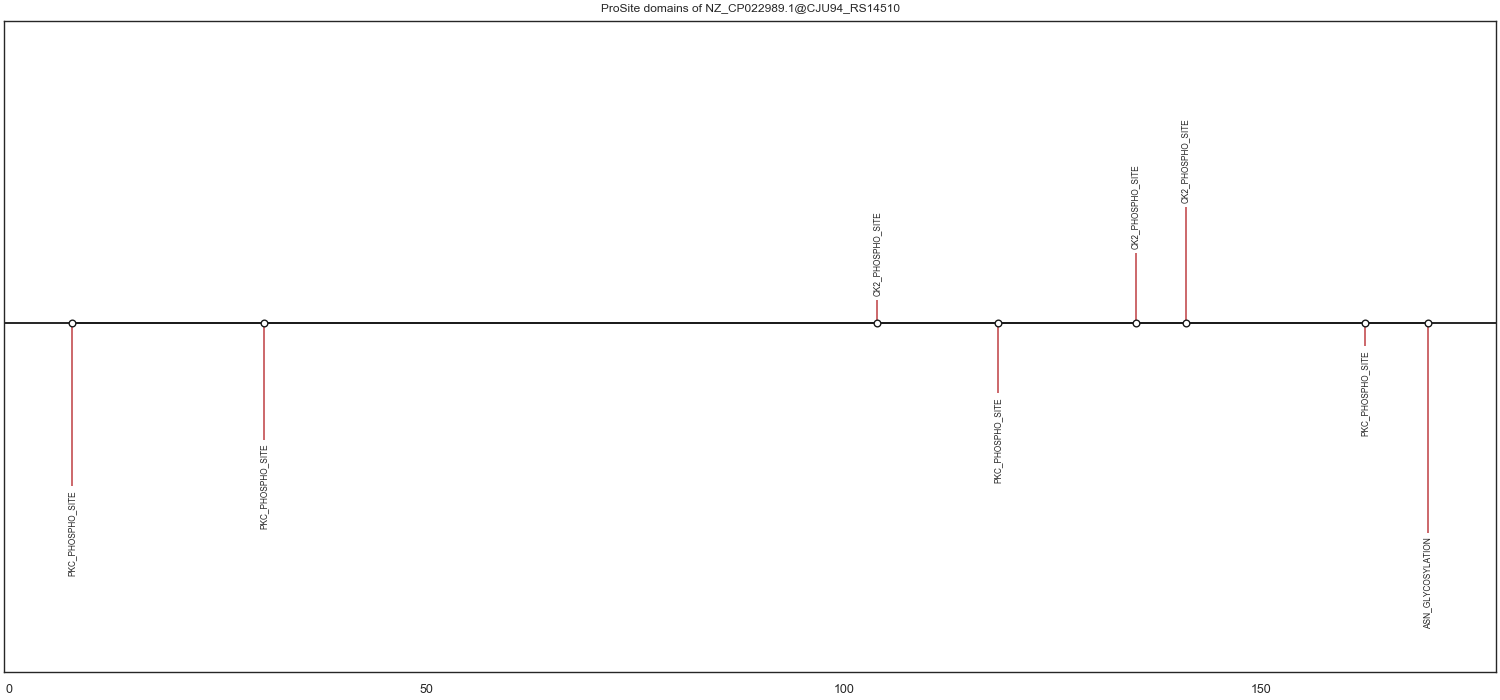 ProSite domains of NZ_CP022989.1@CJU94_RS14510
CK2_PHOSPHO_SITE
CK2_PHOSPHO_SITE
CK2_PHOSPHO_SITE
PKC_PHOSPHO_SITE
PKC_PHOSPHO_SITE
PKC_PHOSPHO_SITE
PKC_PHOSPHO_SITE
ASN_GLYCOSYLATION
0 50 100 150